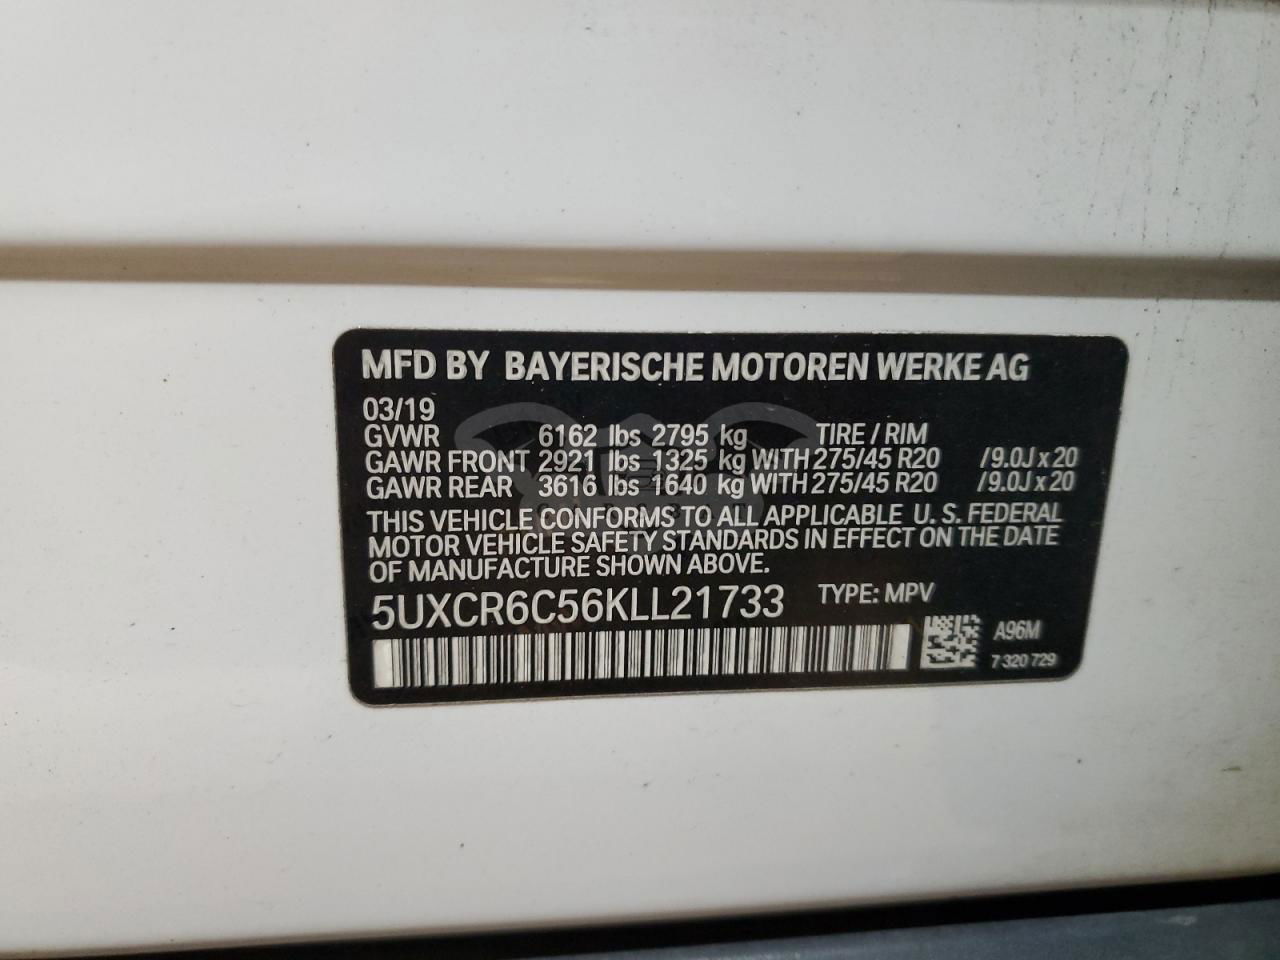 MFD BY BAYERISCHE MOTOREN WERKE AG
03/19
GVWR 6162 lbs 2795 kg TIRE / RIM
GAWR FRONT 2921 lbs 1325 kg WITH 275/45 R20 / 9.0J x 20
GAWR REAR 3616 lbs 1640 kg WITH 275/45 R20 / 9.0J x 20
THIS VEHICLE CONFORMS TO ALL APPLICABLE U. S. FEDERAL
MOTOR VEHICLE SAFETY STANDARDS IN EFFECT ON THE DATE
OF MANUFACTURE SHOWN ABOVE.
5UXCR6C56KLL21733 TYPE: MPV
A96M
7 320 729